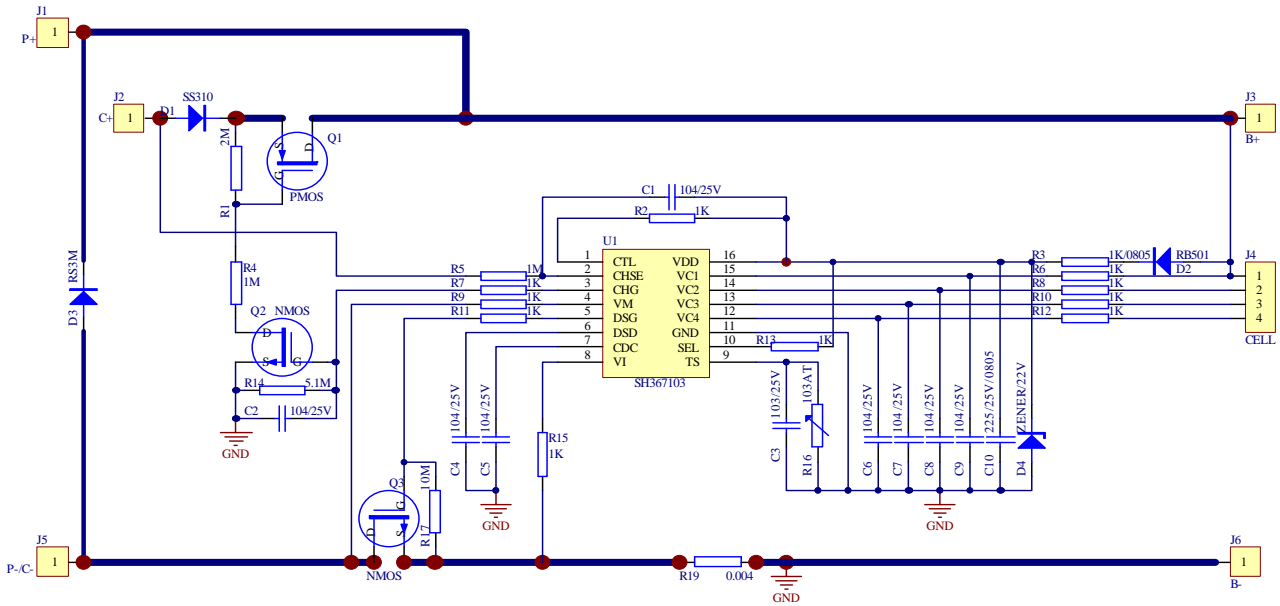 J1
P+
1
SS310
J2
C+
1
D1
J3
1
B+
2M
S
D
G
Q1
PMOS
R1
C1
104/25V
R2
1K
U1
RS3M
D3
R4
1M
Q2
NMOS
D
S
G
R14
5.1M
C2
104/25V
GND
R5
1M
R7
1K
R9
1K
R11
1K
1
CTL
VDD
16
2
CHSE
VC1
15
3
CHG
VC2
14
4
VM
VC3
13
5
DSG
VC4
12
6
DSD
GND
11
7
CDC
SEL
10
8
VI
TS
9
SH367103
R3
1K/0805
RB501
D2
R6
1K
R8
1K
R10
1K
R12
1K
J4
1
2
3
4
CELL
R13
1K
104/25V
104/25V
C4
C5
GND
R15
1K
103/25V
103AT
C3
R16
104/25V
104/25V
104/25V
104/25V
225/25V/0805
ZENER/22V
C6
C7
C8
C9
C10
D4
GND
Q3
G
D
S
NMOS
10M
R17
J5
1
P-/C-
R19
0.004
GND
J6
1
B-